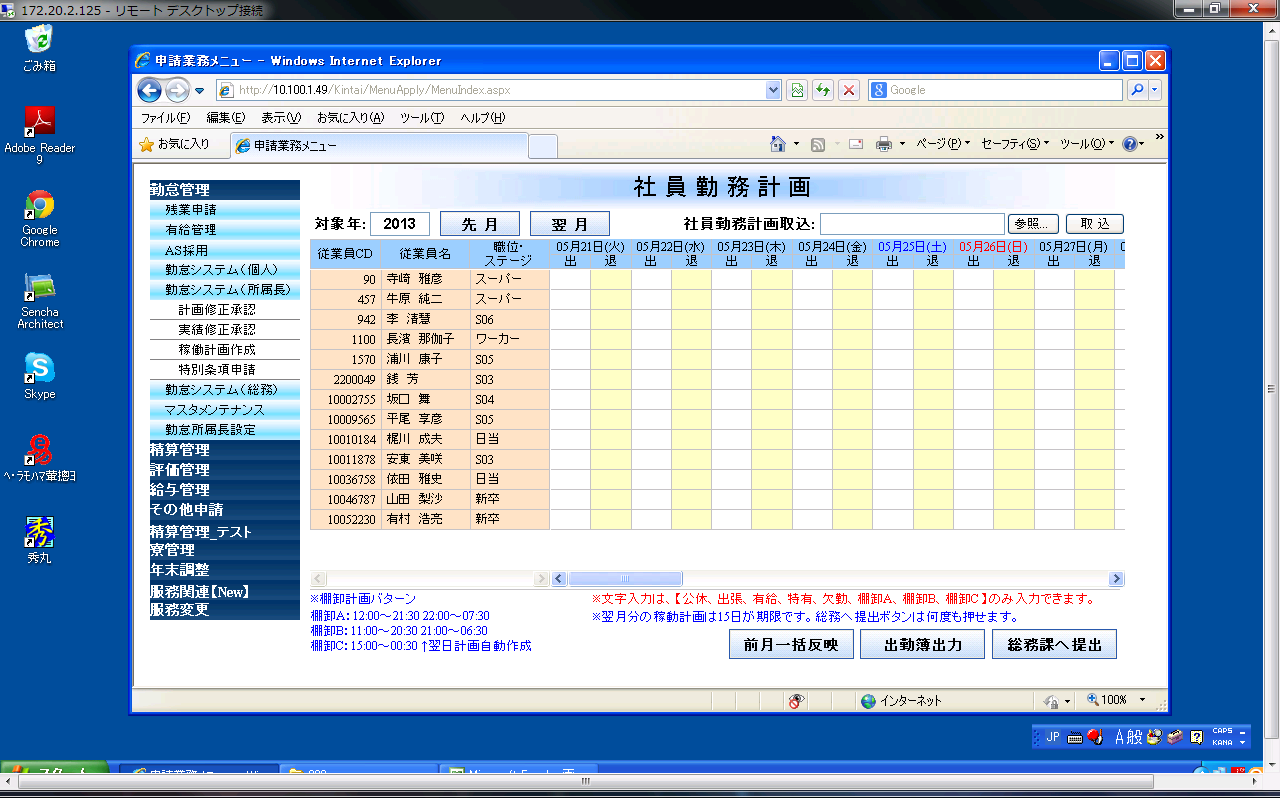 172.20.2.125 - リモート デスクトップ接続
ごみ箱
Adobe Reader 9
Google Chrome
Sencha Architect
Skype
秀丸
申請業務メニュー - Windows Internet Explorer
http://10.100.1.49/Kintai/MenuApply/MenuIndex.aspx
Google
ファイル(F) 編集(E) 表示(V) お気に入り(A) ツール(T) ヘルプ(H)
お気に入り 申請業務メニュー
ページ(P) セーフティ(S) ツール(O)
勤怠管理
残業申請
有給管理
AS採用
勤怠システム(個人)
勤怠システム(所属長)
計画修正承認
実績修正承認
稼働計画作成
特別条項申請
勤怠システム(総務)
マスタメンテナンス
勤怠所属長設定
精算管理
評価管理
給与管理
その他申請
精算管理_テスト
寮管理
年末調整
服務関連【New】
服務変更
社員勤務計画
対象年: 2013 先月 翌月 社員勤務計画取込: 参照... 取込
従業員CD 従業員名 職位・ステージ 05月21日(火) 05月22日(水) 05月23日(木) 05月24日(金) 05月25日(土) 05月26日(日) 05月27日(月)
出 退 出 退 出 退 出 退 出 退 出 退 出 退
90 寺崎 雅彦 スーパー
457 牛原 純二 スーパー
942 李 清慧 S06
1100 長濱 那伽子 ワーカー
1570 浦川 康子 S05
2200049 銭 芳 S03
10002755 坂口 舞 S04
10009565 平尾 享彦 S05
10010184 梶川 成夫 日当
10011878 安東 美咲 S03
10036758 依田 雅史 日当
10046787 山田 梨沙 新卒
10052230 有村 浩亮 新卒
※棚卸計画パターン
棚卸A: 12:00～21:30 22:00～07:30
棚卸B: 11:00～20:30 21:00～06:30
棚卸C: 15:00～00:30 ↑翌日計画自動作成
※文字入力は、【公休、出張、有給、特有、欠勤、棚卸A、棚卸B、棚卸C】のみ入力できます。
※翌月分の稼動計画は15日が期限です。総務へ提出ボタンは何度も押せます。
前月一括反映 出勤簿出力 総務課へ提出
インターネット 100%
JP A 般 CAPS KANA